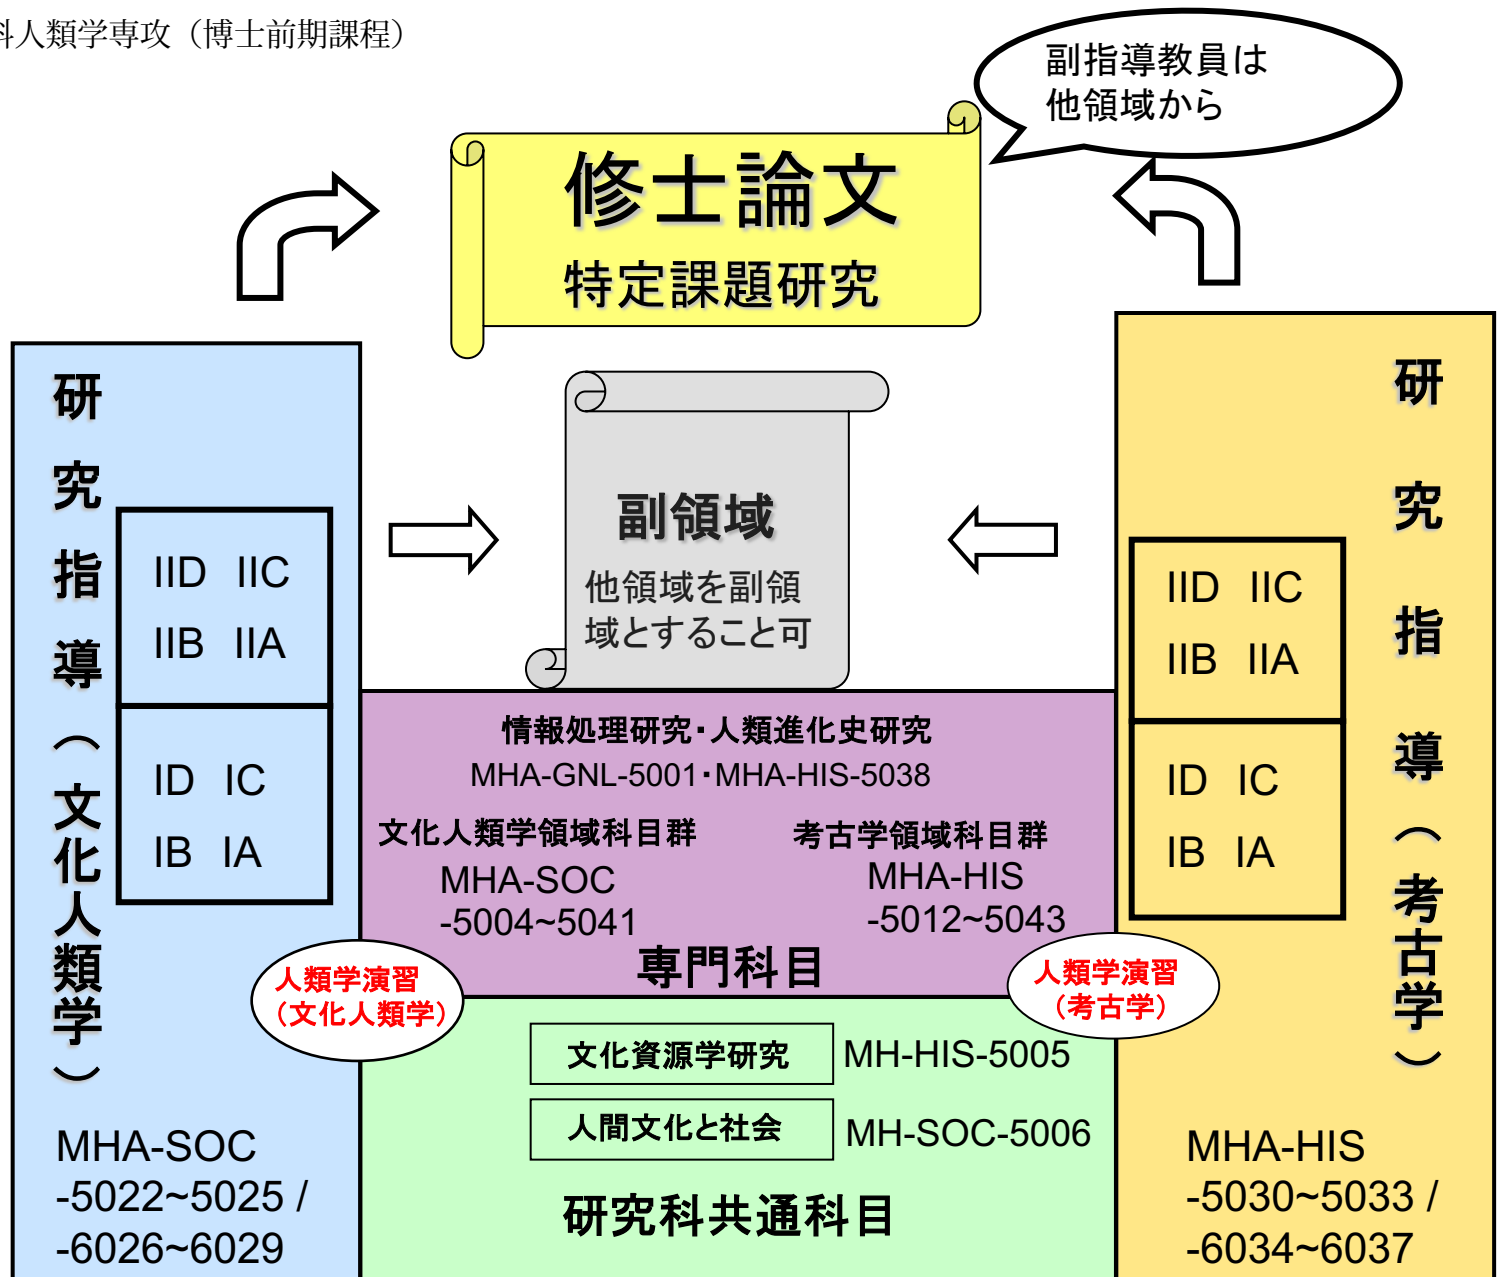 科人類学専攻（博士前期課程）
副指導教員は
他領域から
修士論文
特定課題研究
研究指導（文化人類学）
IID IIC
IIB IIA
ID IC
IB IA
MHA-SOC
-5022~5025 /
-6026~6029
副領域
他領域を副領
域とすること可
情報処理研究・人類進化史研究
MHA-GNL-5001・MHA-HIS-5038
文化人類学領域科目群
MHA-SOC
-5004~5041
考古学領域科目群
MHA-HIS
-5012~5043
専門科目
人類学演習
（文化人類学）
人類学演習
（考古学）
文化資源学研究
MH-HIS-5005
人間文化と社会
MH-SOC-5006
研究科共通科目
研究指導（考古学）
IID IIC
IIB IIA
ID IC
IB IA
MHA-HIS
-5030~5033 /
-6034~6037